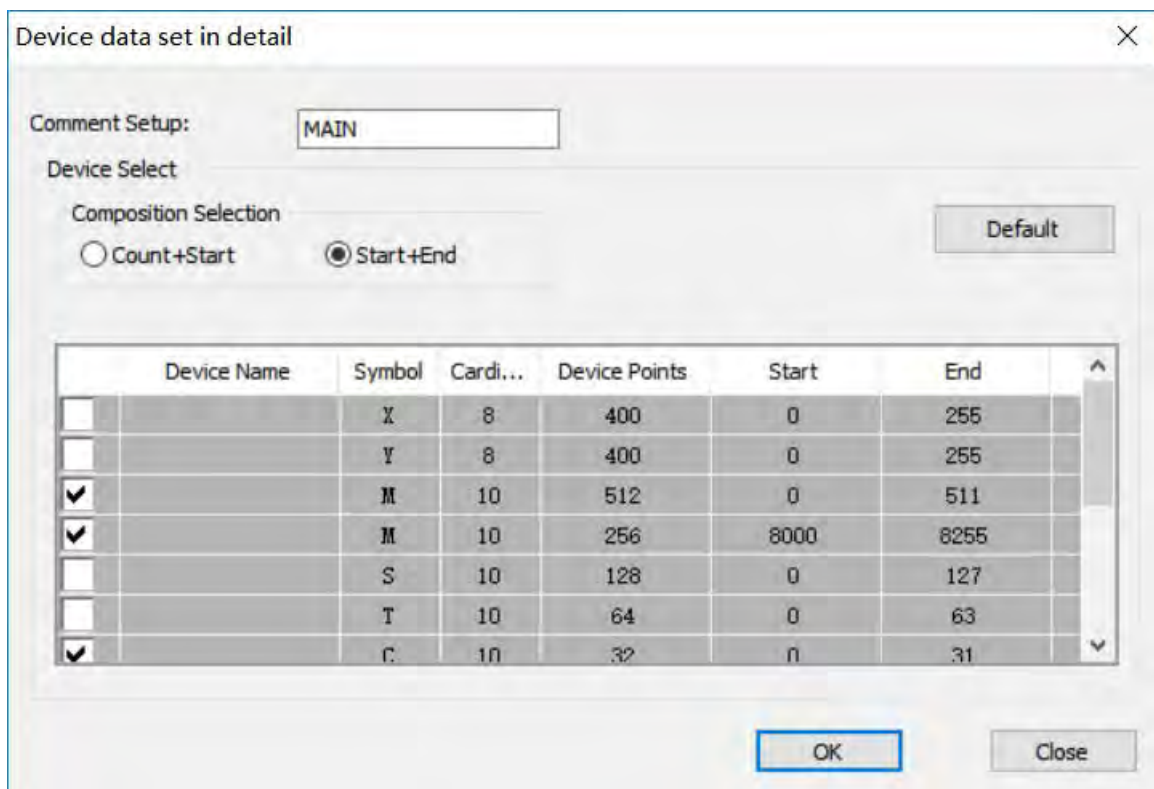 Device data set in detail
Comment Setup: MAIN
Device Select
Composition Selection
Default
Count+Start Start+End
Device Name Symbol Cardi... Device Points Start End
X 8 400 0 255
Y 8 400 0 255
M 10 512 0 511
M 10 256 8000 8255
S 10 128 0 127
T 10 64 0 63
C 10 32 0 31
OK Close